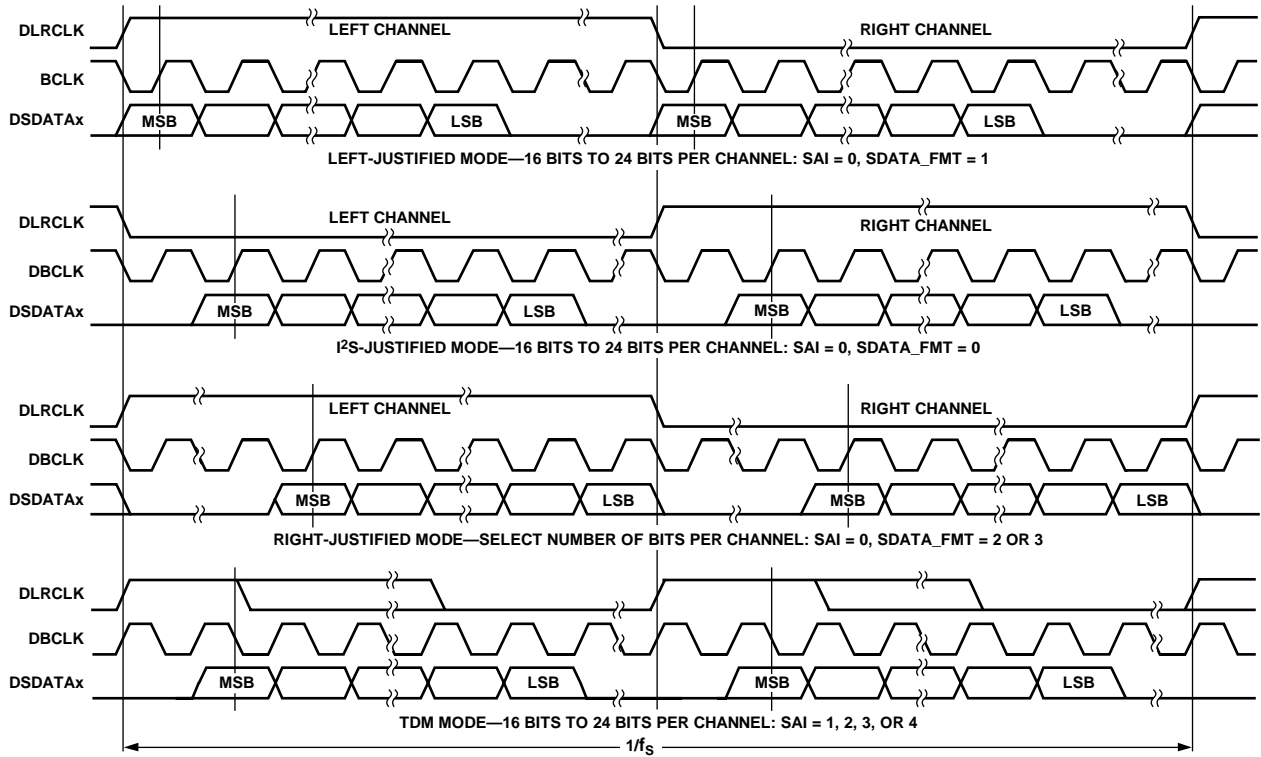 DLRCLK
LEFT CHANNEL
RIGHT CHANNEL
BCLK
DSDATAx
MSB
LSB
MSB
LSB
LEFT-JUSTIFIED MODE—16 BITS TO 24 BITS PER CHANNEL: SAI = 0, SDATA_FMT = 1
DLRCLK
LEFT CHANNEL
RIGHT CHANNEL
DBCLK
DSDATAx
MSB
LSB
MSB
LSB
I²S-JUSTIFIED MODE—16 BITS TO 24 BITS PER CHANNEL: SAI = 0, SDATA_FMT = 0
DLRCLK
LEFT CHANNEL
RIGHT CHANNEL
DBCLK
DSDATAx
MSB
LSB
MSB
LSB
RIGHT-JUSTIFIED MODE—SELECT NUMBER OF BITS PER CHANNEL: SAI = 0, SDATA_FMT = 2 OR 3
DLRCLK
DBCLK
DSDATAx
MSB
LSB
MSB
LSB
TDM MODE—16 BITS TO 24 BITS PER CHANNEL: SAI = 1, 2, 3, OR 4
1/fS